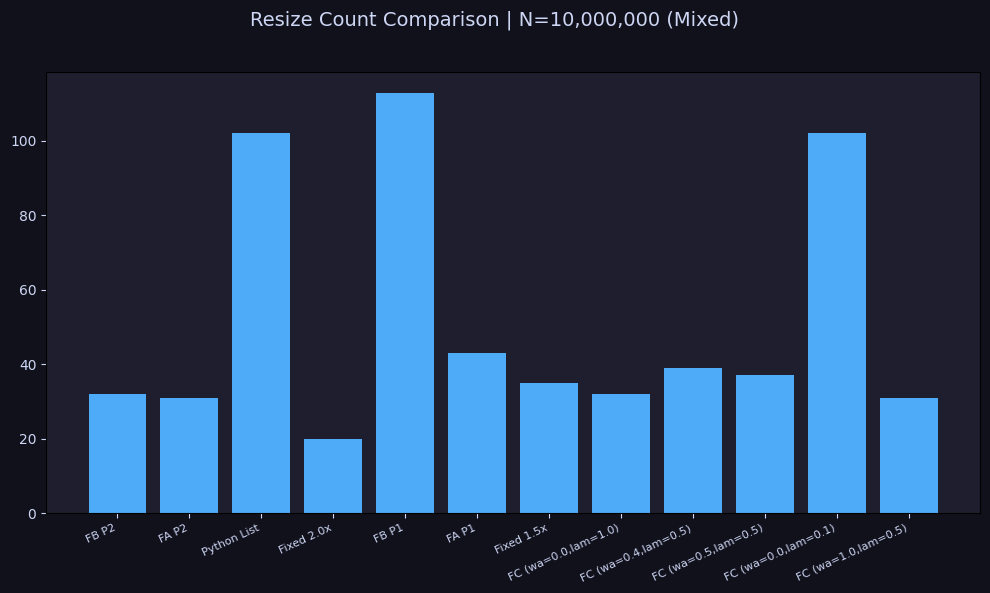 Resize Count Comparison | N=10,000,000 (Mixed)
100
80
60
40
20
0
FB P2
FA P2
Python List
Fixed 2.0x
FB P1
FA P1
Fixed 1.5x
FC (wa=0.0,lam=1.0)
FC (wa=0.4,lam=0.5)
FC (wa=0.5,lam=0.5)
FC (wa=0.0,lam=0.1)
FC (wa=1.0,lam=0.5)